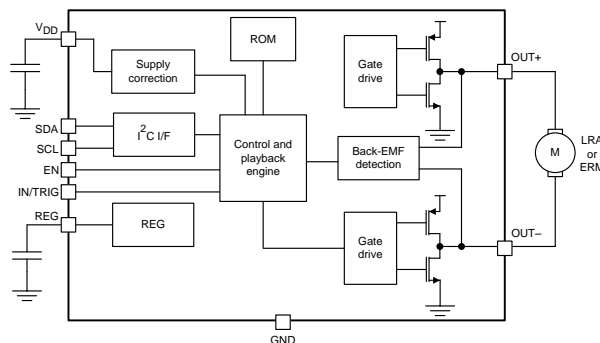 VDD
Supply
correction
ROM
Gate
drive
OUT+
SDA
SCL
EN
IN/TRIG
I2C I/F
Control and
playback
engine
Back-EMF
detection
M
LRA
or
ERM
REG
REG
Gate
drive
OUT–
GND